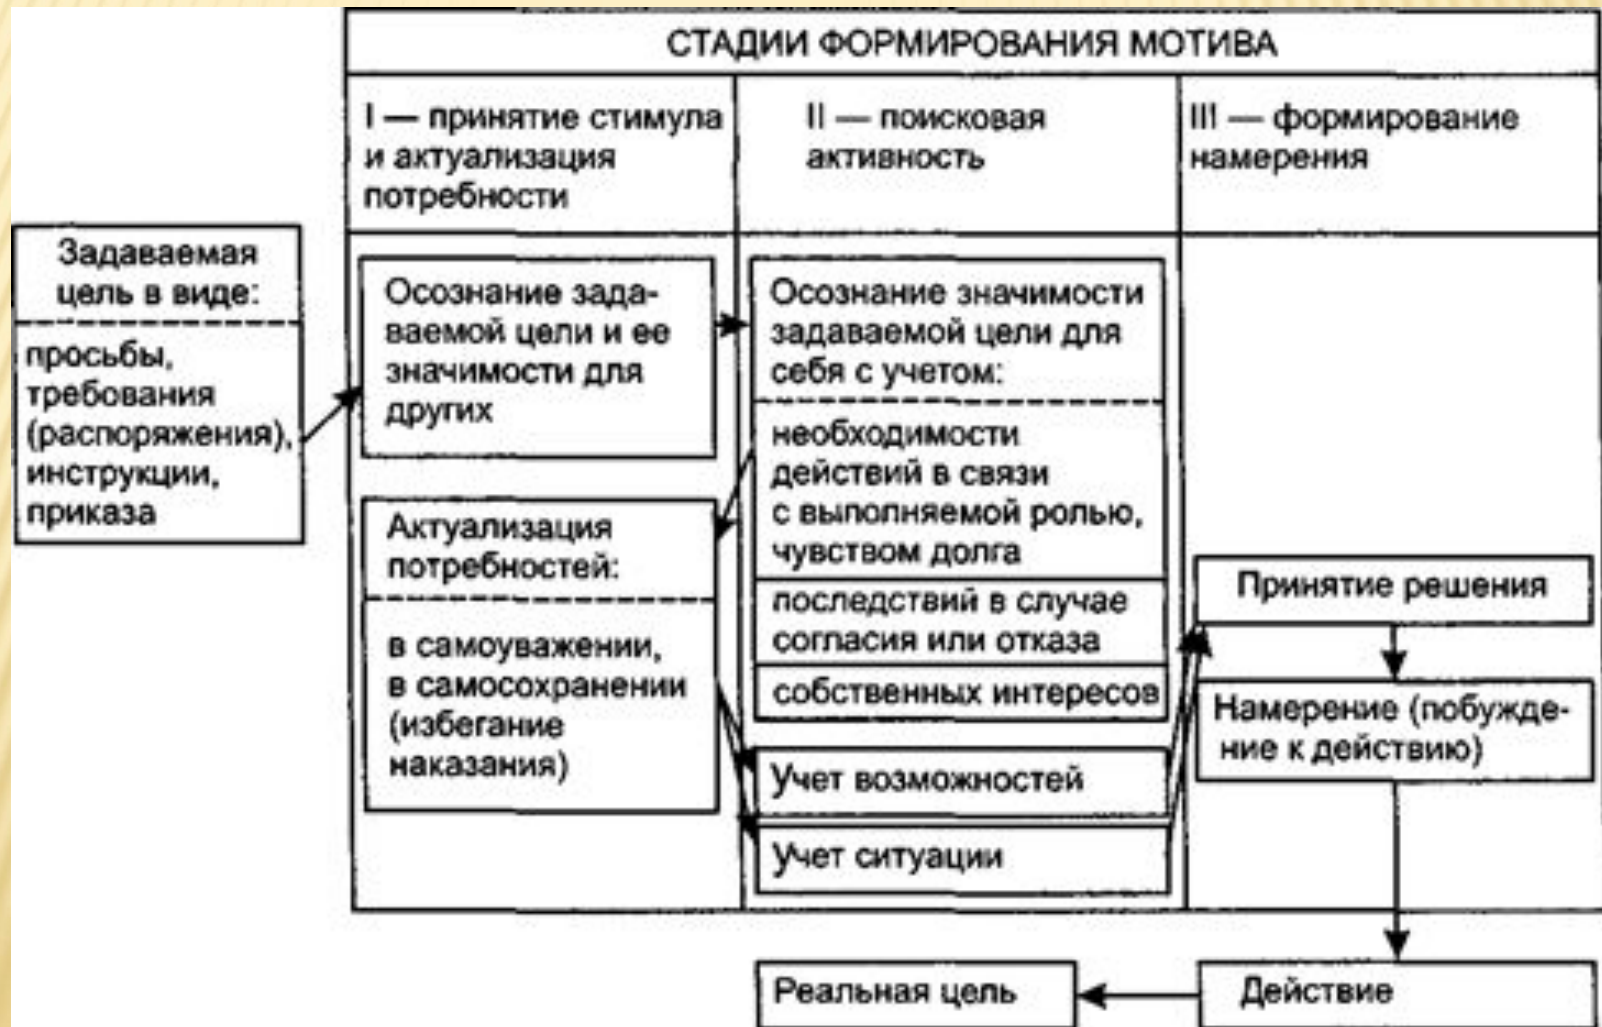 СТАДИИ ФОРМИРОВАНИЯ МОТИВА
I — принятие стимула
и актуализация
потребности
II — поисковая
активность
III — формирование
намерения
Задаваемая
цель в виде:
просьбы,
требования
(распоряжения),
инструкции,
приказа
Осознание зада-
ваемой цели и ее
значимости для
других
Актуализация
потребностей:
в самоуважении,
в самосохранении
(избегание
наказания)
Осознание значимости
задаваемой цели для
себя с учетом:
необходимости
действий в связи
с выполняемой ролью,
чувством долга
последствий в случае
согласия или отказа
собственных интересов
Учет возможностей
Учет ситуации
Принятие решения
Намерение (побужде-
ние к действию)
Действие
Реальная цель